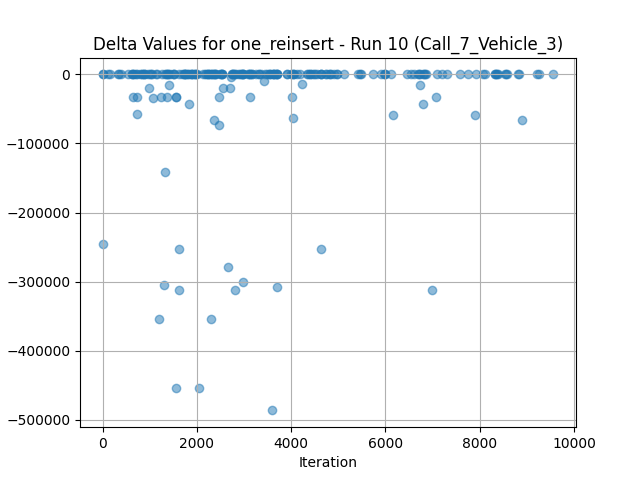 Delta Values for one_reinsert - Run 10 (Call_7_Vehicle_3)
0
−100000
−200000
−300000
−400000
−500000
0 2000 4000 6000 8000 10000
Iteration